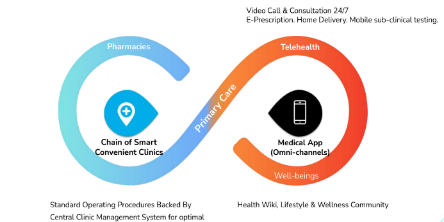 Video Call & Consultation 24/7
E-Prescription. Home Delivery. Mobile sub-clinical testing.
Pharmacies
Telehealth
Primary Care
Chain of Smart
Convenient Clinics
Medical App
(Omni-channels)
Well-beings
Standard Operating Procedures Backed By
Central Clinic Management System for optimal
Health Wiki, Lifestyle & Wellness Community